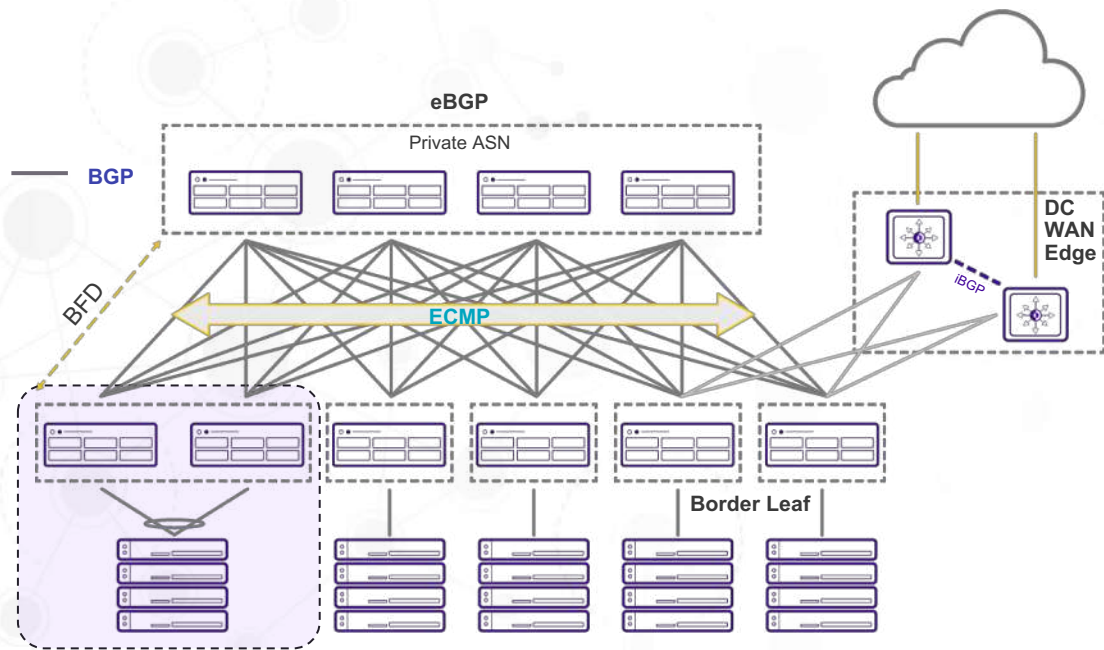 eBGP
Private ASN
BGP
DC
WAN
Edge
iBGP
BFD
ECMP
Border Leaf